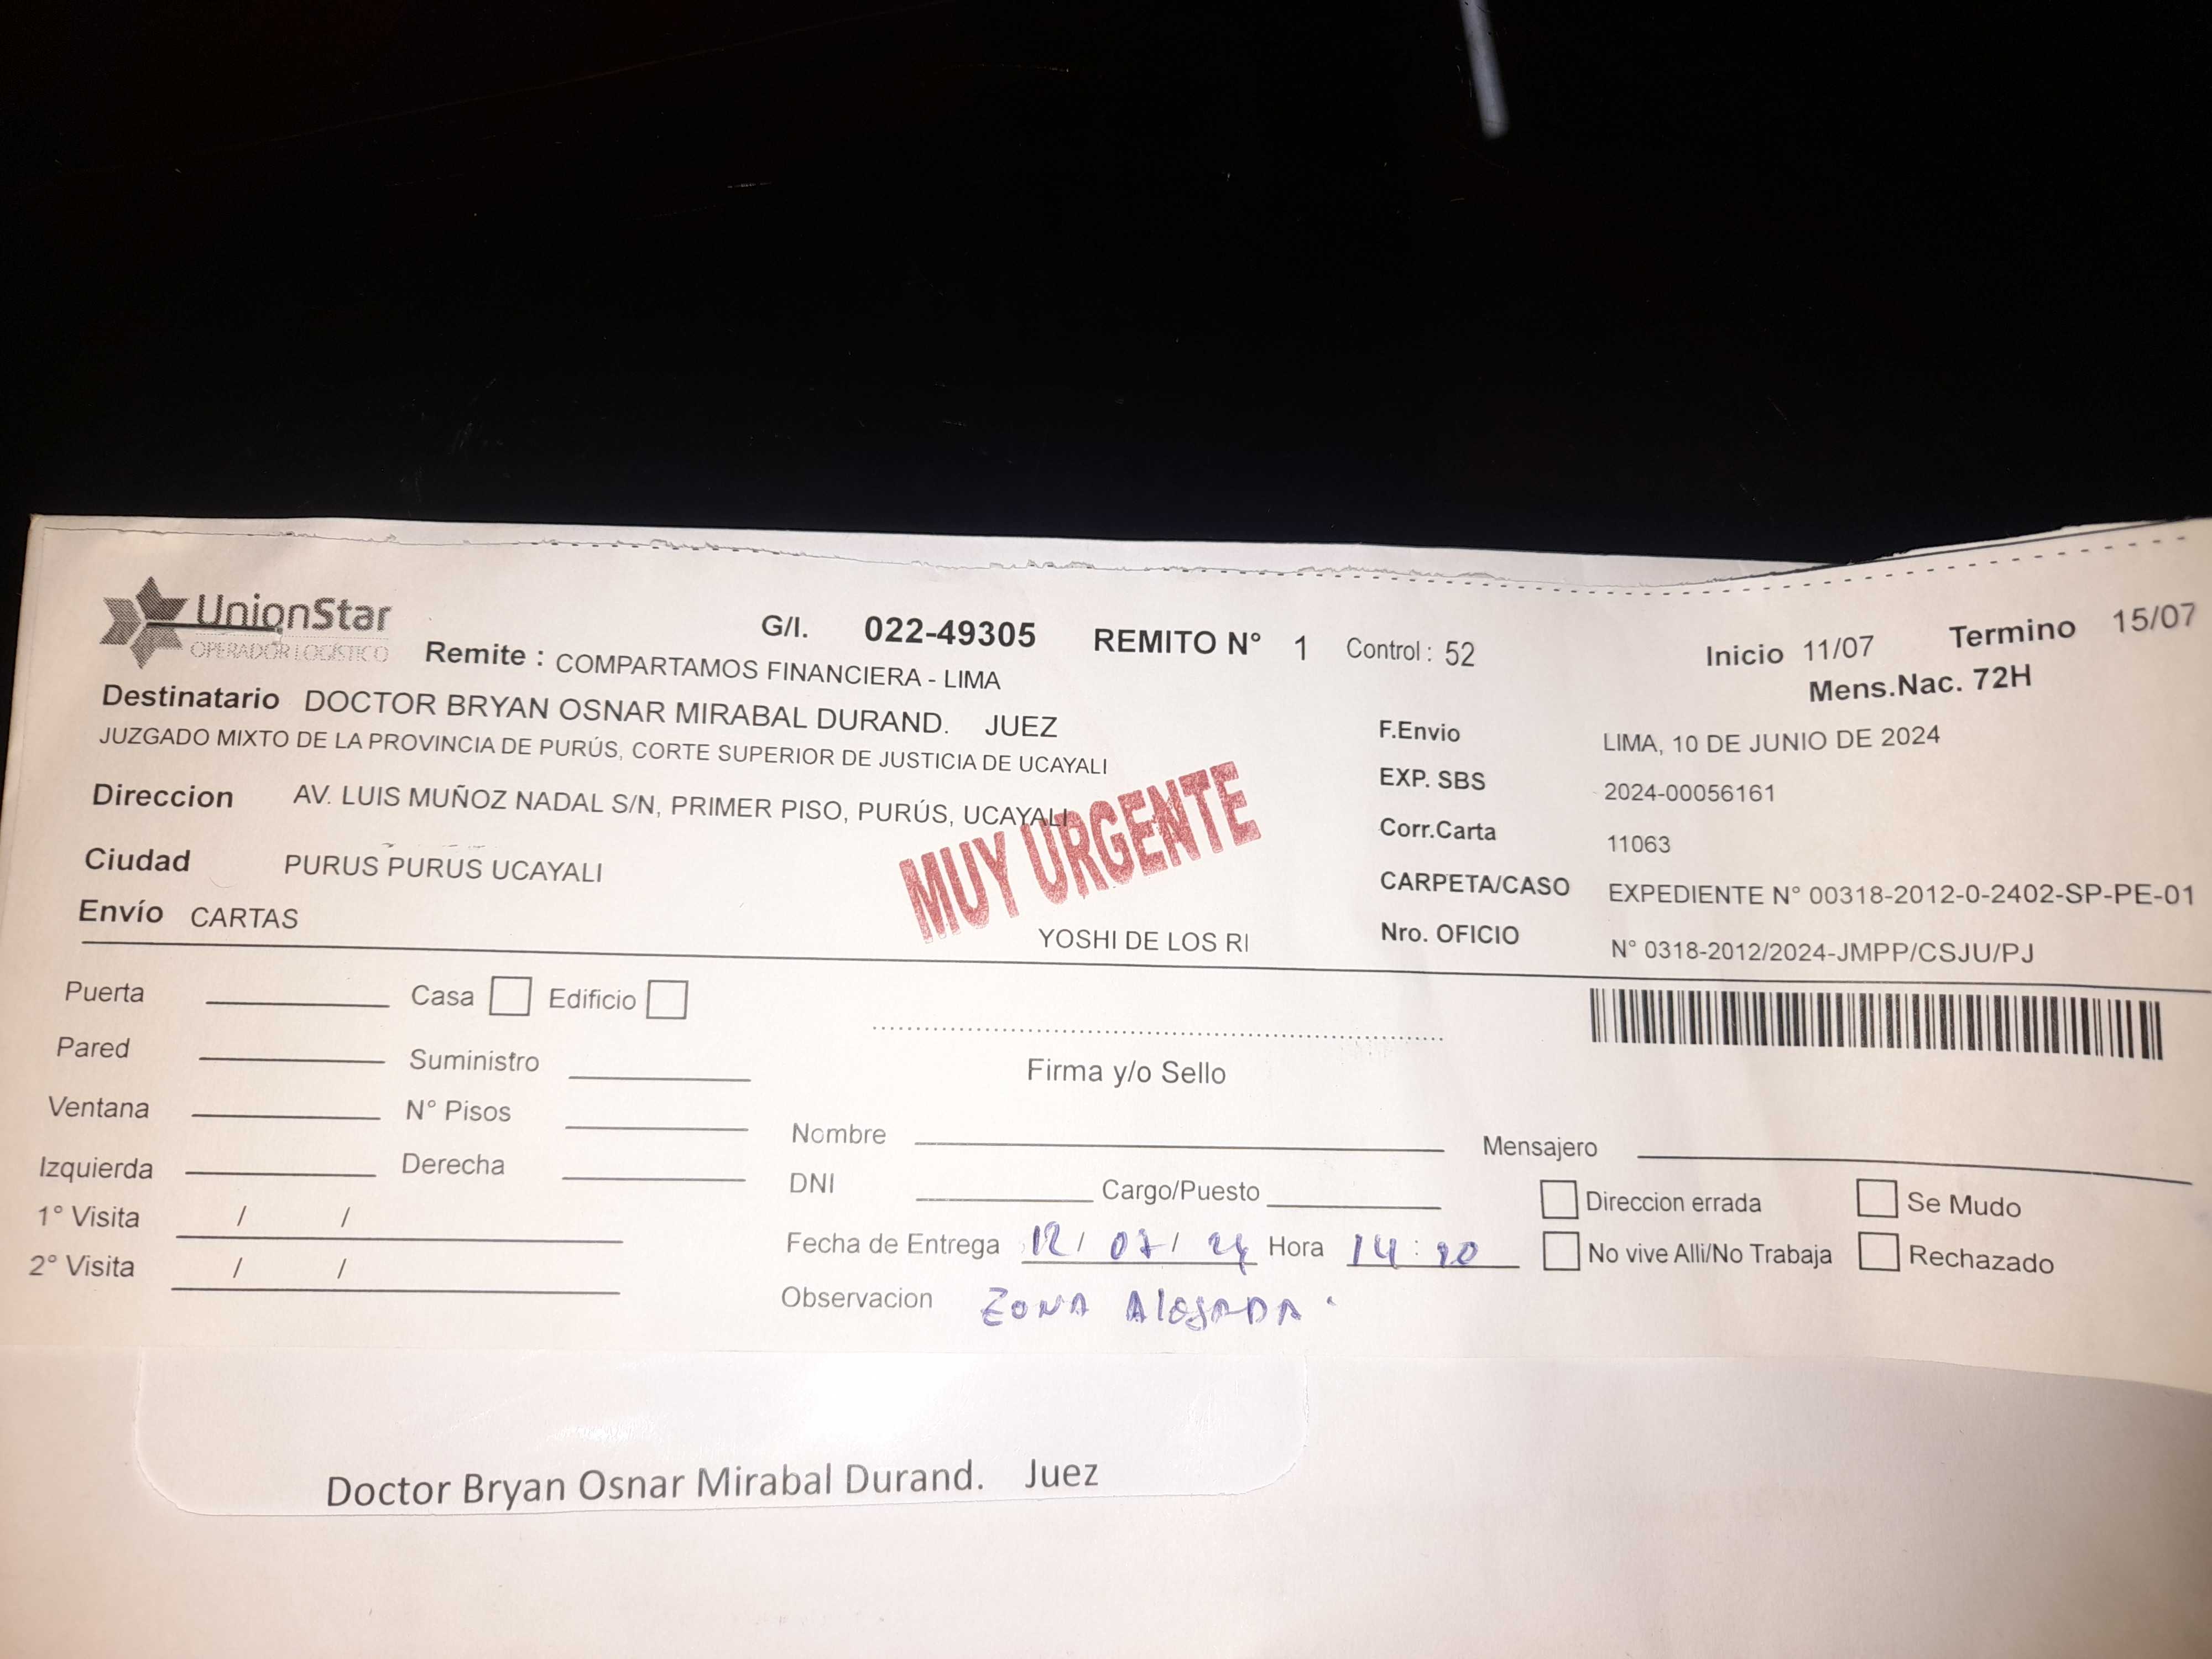 UnionStar
OPERADOR LOGÍSTICO
G/I. 022-49305 REMITO N° 1 Control : 52 Inicio 11/07 Termino 15/07
Mens.Nac. 72H
Remite : COMPARTAMOS FINANCIERA - LIMA
Destinatario DOCTOR BRYAN OSNAR MIRABAL DURAND. JUEZ
JUZGADO MIXTO DE LA PROVINCIA DE PURÚS, CORTE SUPERIOR DE JUSTICIA DE UCAYALI
F.Envio LIMA, 10 DE JUNIO DE 2024
Direccion AV. LUIS MUÑOZ NADAL S/N, PRIMER PISO, PURÚS, UCAYALI
EXP. SBS 2024-00056161
MUY URGENTE
Corr.Carta 11063
Ciudad PURUS PURUS UCAYALI
CARPETA/CASO EXPEDIENTE N° 00318-2012-0-2402-SP-PE-01
Envío CARTAS
YOSHI DE LOS RI
Nro. OFICIO N° 0318-2012/2024-JMPP/CSJU/PJ
Puerta Casa Edificio
Pared Suministro
Firma y/o Sello
Ventana N° Pisos
Nombre Mensajero
Izquierda Derecha
DNI Cargo/Puesto
Direccion errada Se Mudo
1° Visita / /
Fecha de Entrega 12/ 07/ 24 Hora 14:
No vive Alli/No Trabaja Rechazado
2° Visita / /
Observacion ZONA AlejADA.
Doctor Bryan Osnar Mirabal Durand. Juez